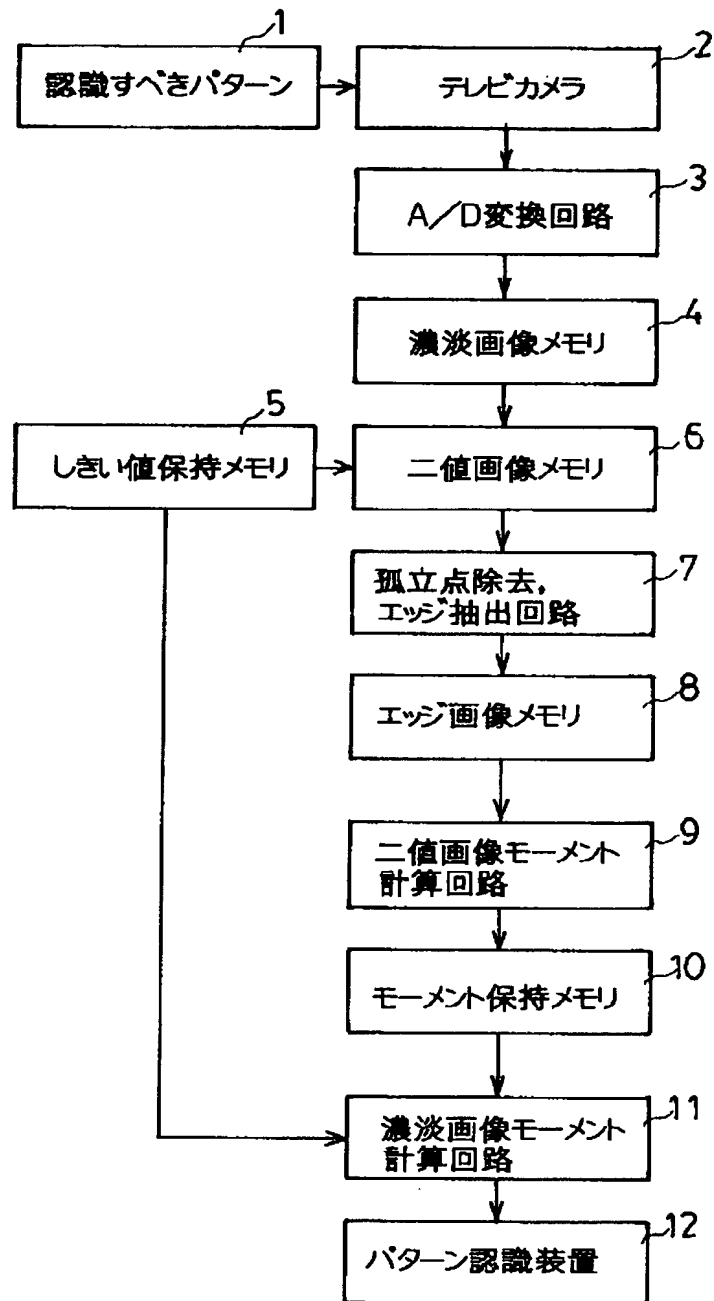 1
認識すべきパターン
2
テレビカメラ
3
A/D変換回路
4
濃淡画像メモリ
5
しきい値保持メモリ
6
二値画像メモリ
7
孤立点除去,
エッジ抽出回路
8
エッジ画像メモリ
9
二値画像モーメント
計算回路
10
モーメント保持メモリ
11
濃淡画像モーメント
計算回路
12
パターン認識装置